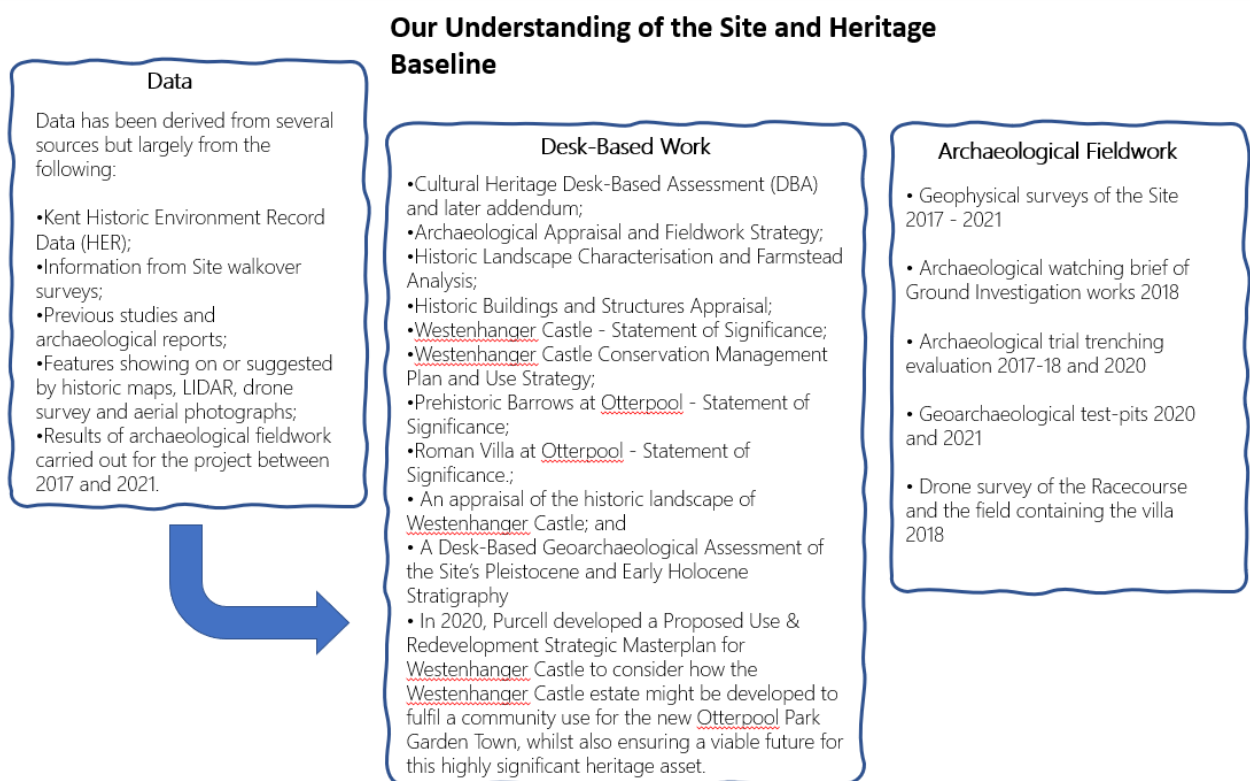 Our Understanding of the Site and Heritage
Baseline
Data
Data has been derived from several
sources but largely from the
following:
•Kent Historic Environment Record
Data (HER);
•Information from Site walkover
surveys;
•Previous studies and
archaeological reports;
•Features showing on or suggested
by historic maps, LIDAR, drone
survey and aerial photographs;
•Results of archaeological fieldwork
carried out for the project between
2017 and 2021.
Desk-Based Work
•Cultural Heritage Desk-Based Assessment (DBA)
and later addendum;
•Archaeological Appraisal and Fieldwork Strategy;
•Historic Landscape Characterisation and Farmstead
Analysis;
•Historic Buildings and Structures Appraisal;
•Westenhanger Castle - Statement of Significance;
•Westenhanger Castle Conservation Management
Plan and Use Strategy;
•Prehistoric Barrows at Otterpool - Statement of
Significance;
•Roman Villa at Otterpool - Statement of
Significance.;
• An appraisal of the historic landscape of
Westenhanger Castle; and
• A Desk-Based Geoarchaeological Assessment of
the Site's Pleistocene and Early Holocene
Stratigraphy
• In 2020, Purcell developed a Proposed Use &
Redevelopment Strategic Masterplan for
Westenhanger Castle to consider how the
Westenhanger Castle estate might be developed to
fulfil a community use for the new Otterpool Park
Garden Town, whilst also ensuring a viable future for
this highly significant heritage asset.
Archaeological Fieldwork
• Geophysical surveys of the Site
2017 - 2021
• Archaeological watching brief of
Ground Investigation works 2018
• Archaeological trial trenching
evaluation 2017-18 and 2020
• Geoarchaeological test-pits 2020
and 2021
• Drone survey of the Racecourse
and the field containing the villa
2018